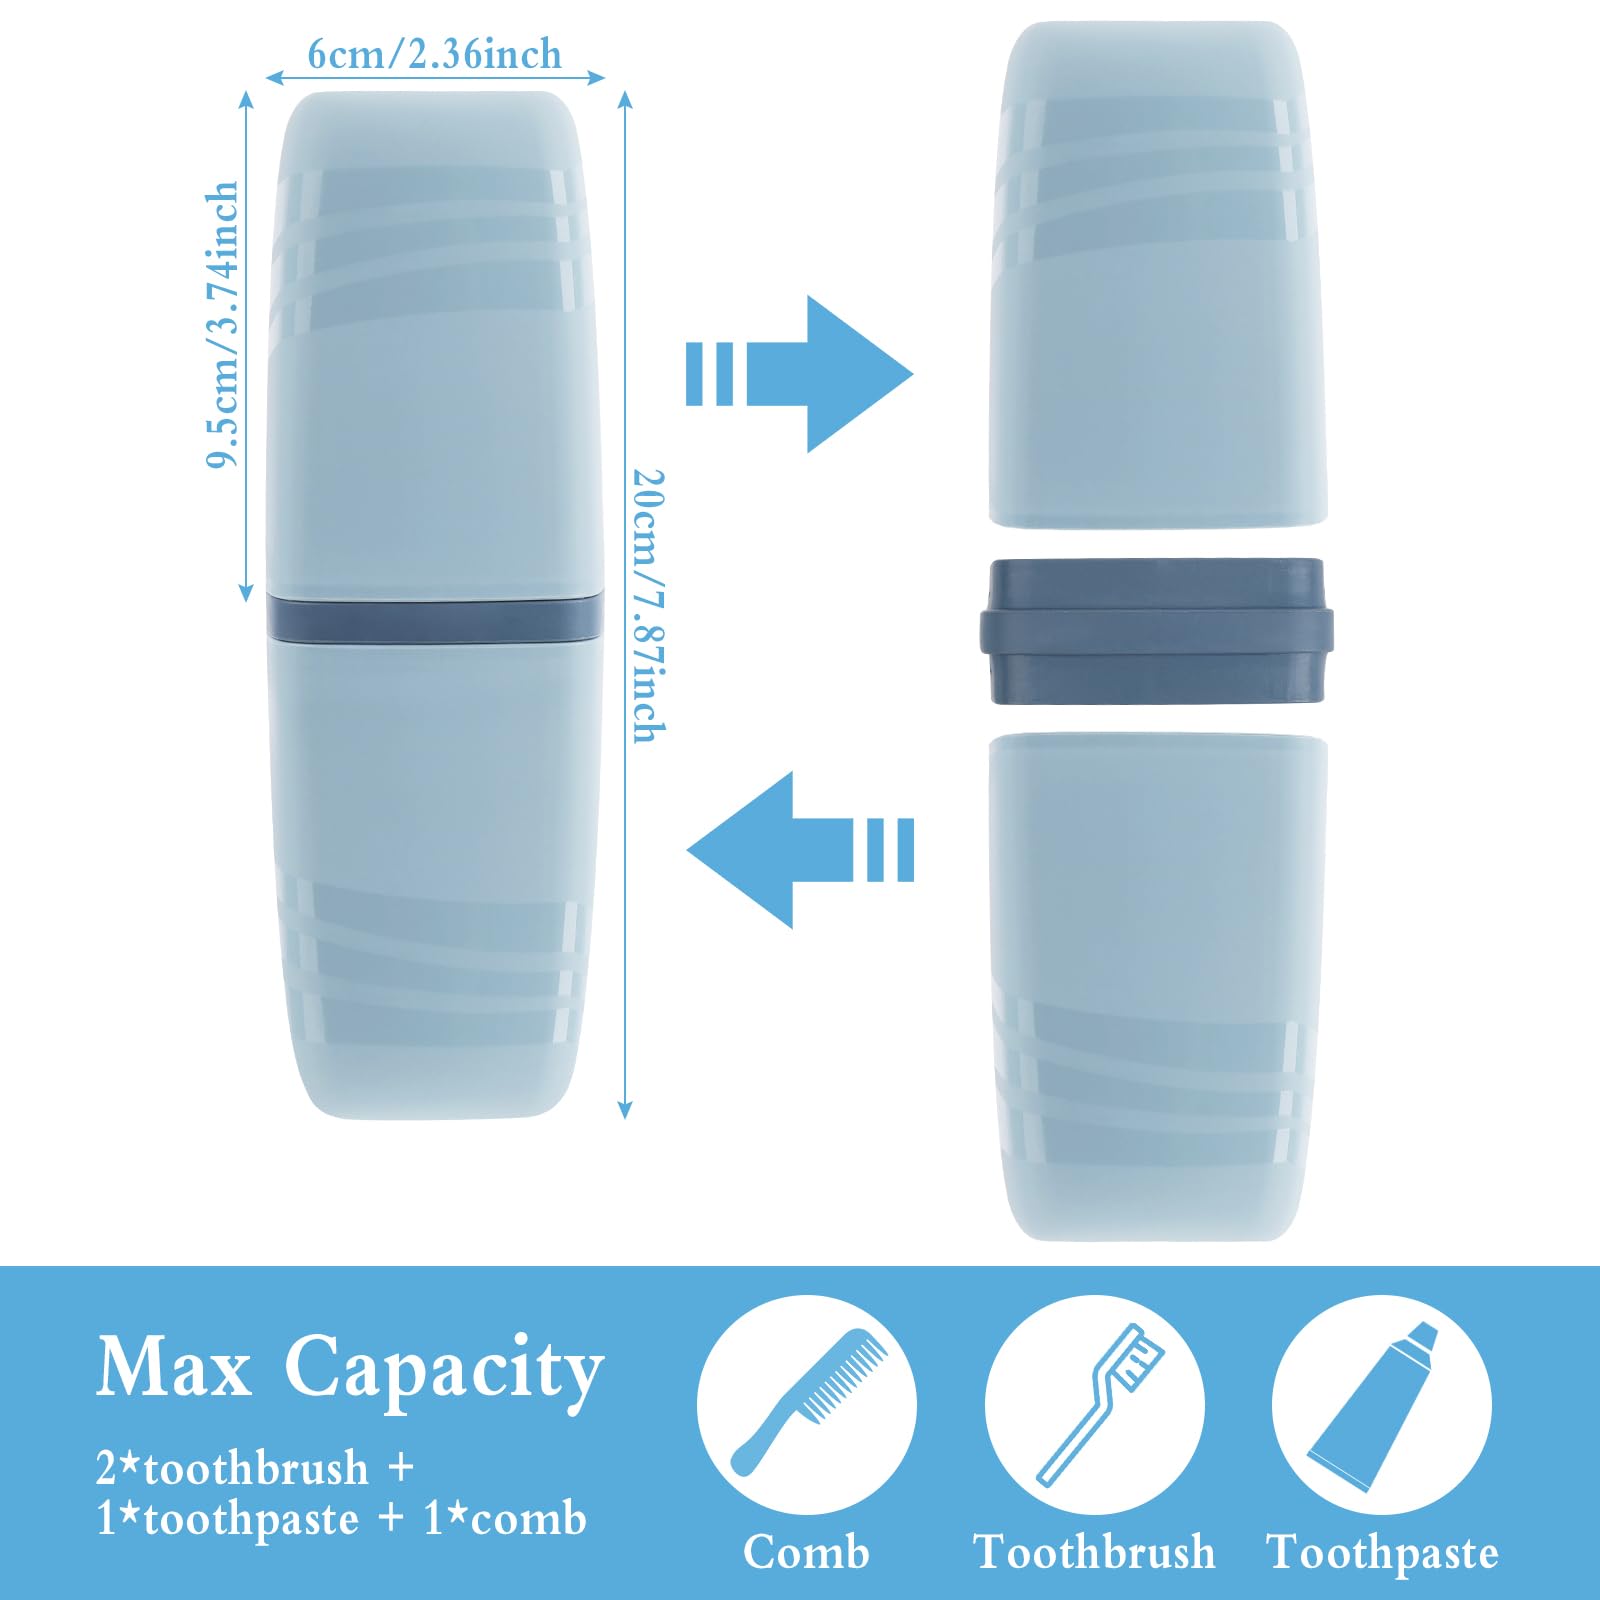 6cm/2.36inch
9.5cm/3.74inch
20cm/7.87inch
Max Capacity
2*toothbrush +
1*toothpaste + 1*comb
Comb
Toothbrush
Toothpaste